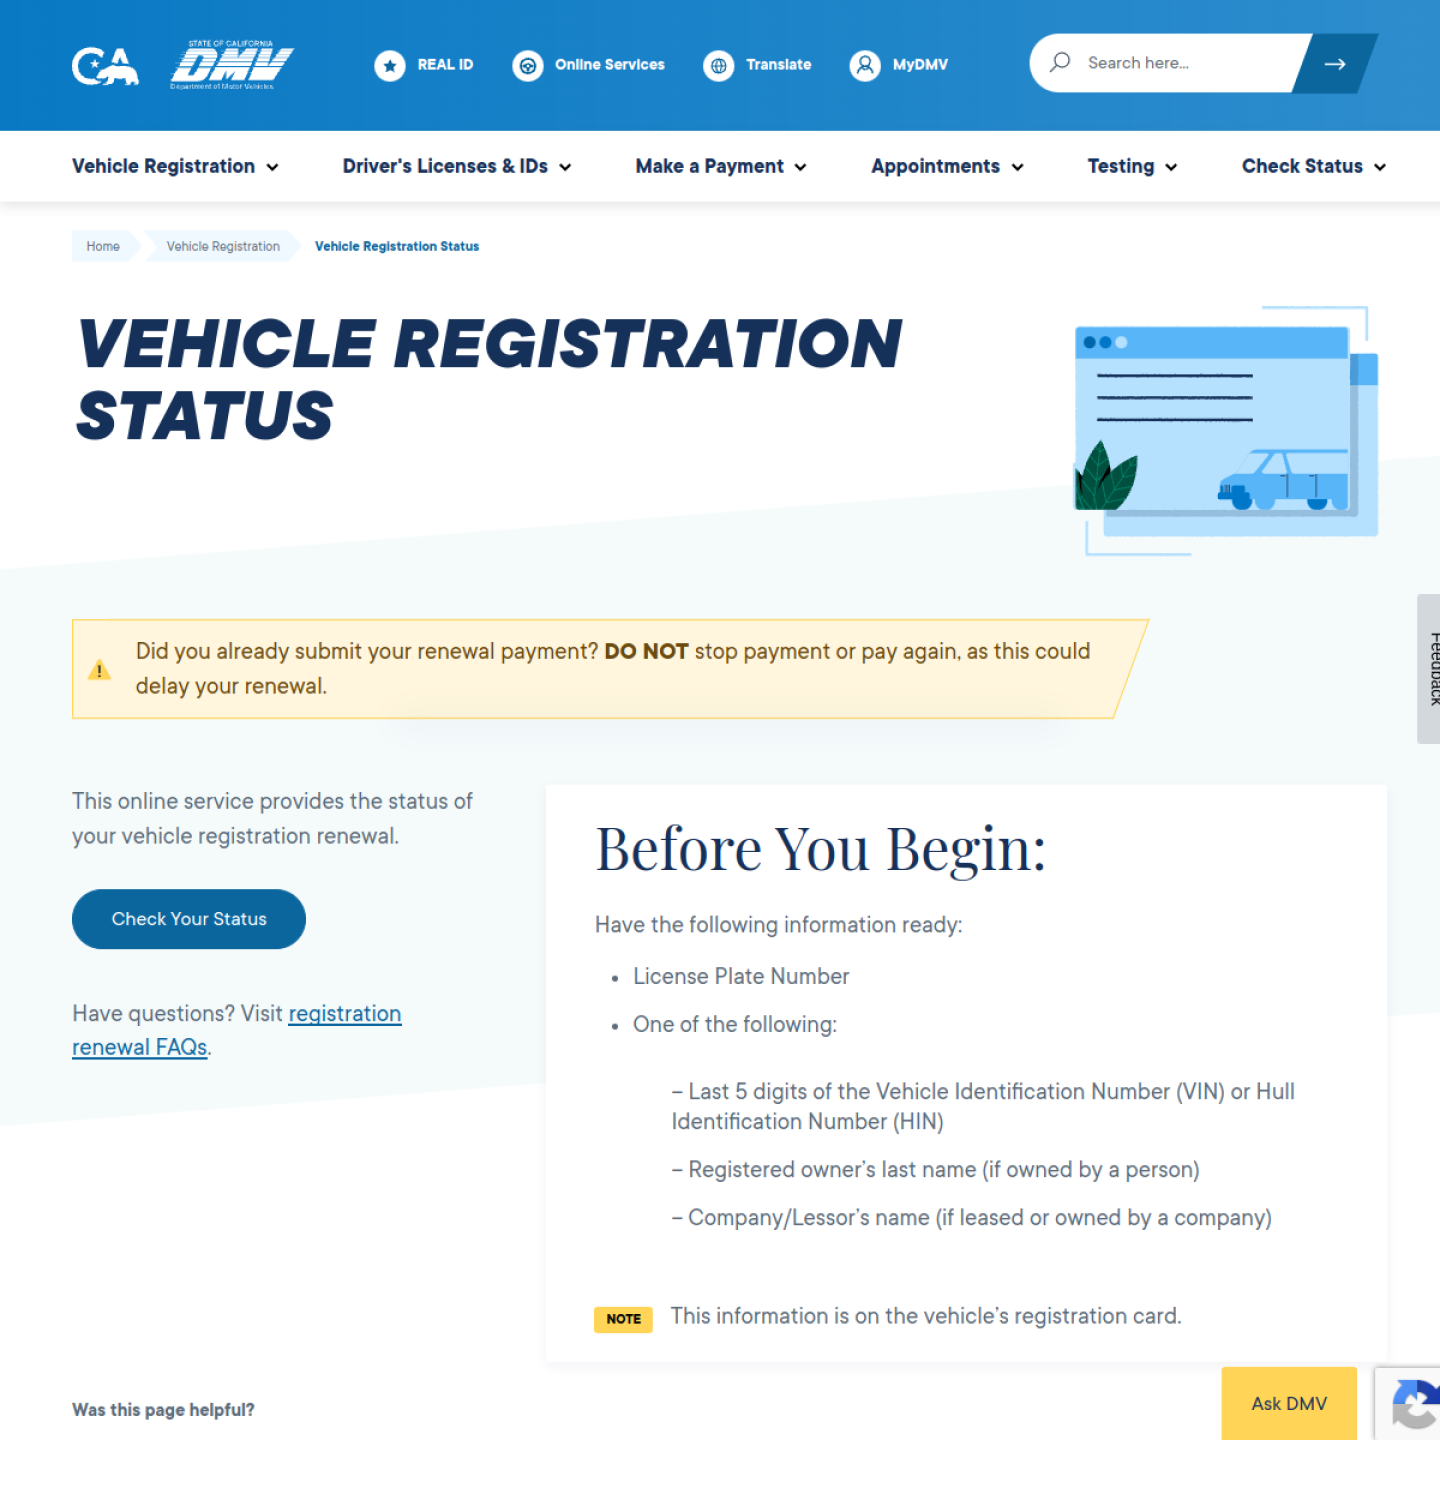 CA
STATE OF CALIFORNIA
DMV
Department of Motor Vehicles
REAL ID
Online Services
Translate
MyDMV
Search here...
Vehicle Registration
Driver's Licenses & IDs
Make a Payment
Appointments
Testing
Check Status
Home
Vehicle Registration
Vehicle Registration Status
VEHICLE REGISTRATION
STATUS
Did you already submit your renewal payment? DO NOT stop payment or pay again, as this could
delay your renewal.
Feedback
This online service provides the status of
your vehicle registration renewal.
Check Your Status
Have questions? Visit registration
renewal FAQs.
Before You Begin:
Have the following information ready:
• License Plate Number
• One of the following:
– Last 5 digits of the Vehicle Identification Number (VIN) or Hull
Identification Number (HIN)
– Registered owner’s last name (if owned by a person)
– Company/Lessor’s name (if leased or owned by a company)
NOTE This information is on the vehicle’s registration card.
Was this page helpful?
Ask DMV